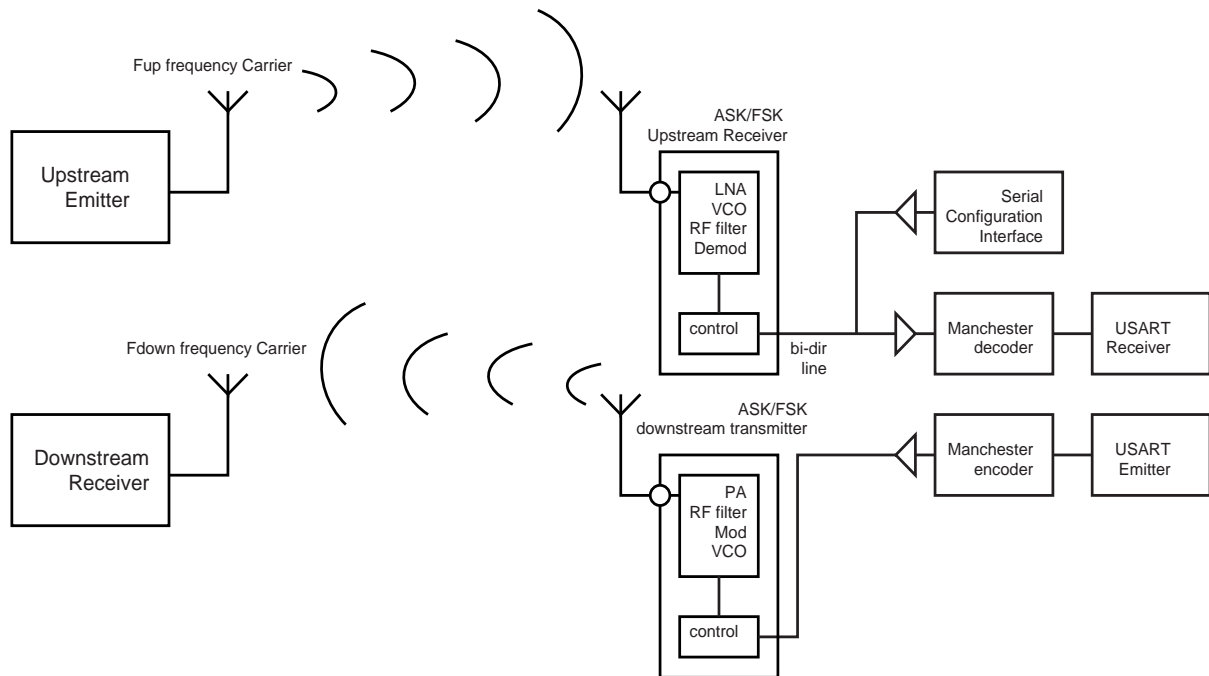 Fup frequency Carrier
Upstream
Emitter
ASK/FSK
Upstream Receiver
LNA
VCO
RF filter
Demod
control
bi-dir
line
Serial
Configuration
Interface
Manchester
decoder
USART
Receiver
Fdown frequency Carrier
Downstream
Receiver
ASK/FSK
downstream transmitter
PA
RF filter
Mod
VCO
control
Manchester
encoder
USART
Emitter